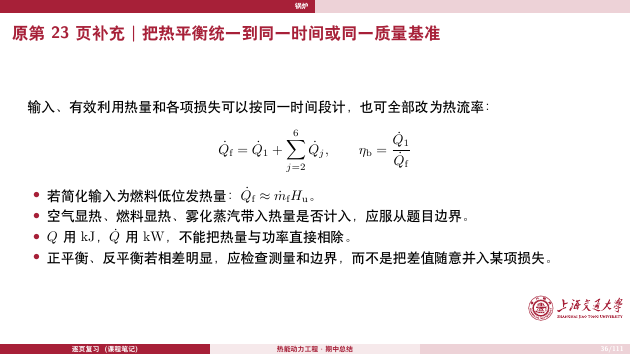 锅炉
原第 23 页补充 | 把热平衡统一到同一时间或同一质量基准
输入、有效利用热量和各项损失可以按同一时间段计，也可全部改为热流率：
Q̇f = Q̇1 + ∑_{j=2}^{6} Q̇j,  ηb = Q̇1 / Q̇f
• 若简化输入为燃料低位发热量：Q̇f ≈ ṁfHu。
• 空气显热、燃料显热、雾化蒸汽带入热量是否计入，应服从题目边界。
• Q 用 kJ，Q̇ 用 kW，不能把热量与功率直接相除。
• 正平衡、反平衡若相差明显，应检查测量和边界，而不是把差值随意并入某项损失。
上海交通大学
SHANGHAI JIAO TONG UNIVERSITY
逐页复习（课程笔记）
热能动力工程 · 期中总结
56/111